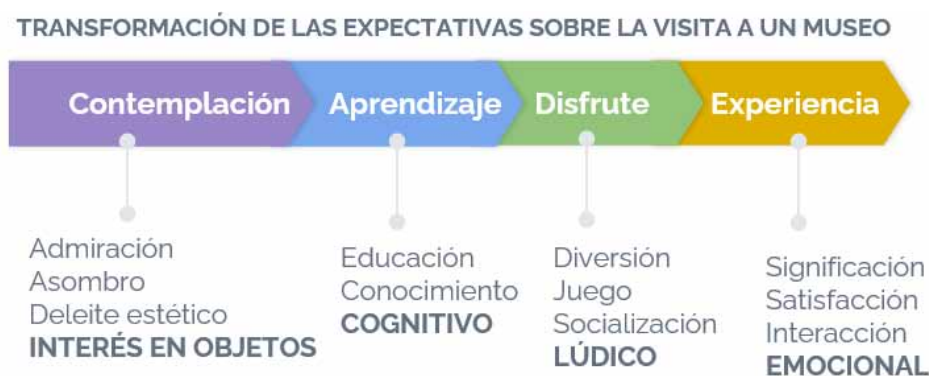 TRANSFORMACIÓN DE LAS EXPECTATIVAS SOBRE LA VISITA A UN MUSEO
Contemplación
Aprendizaje
Disfrute
Experiencia
Admiración
Asombro
Deleite estético
INTERÉS EN OBJETOS
Educación
Conocimiento
COGNITIVO
Diversión
Juego
Socialización
LÚDICO
Significación
Satisfacción
Interacción
EMOCIONAL